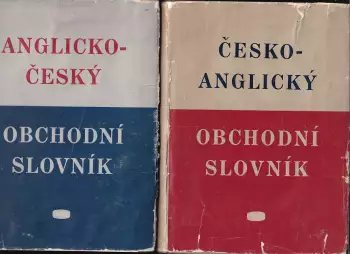 ANGLICKO-
ČESKÝ
OBCHODNÍ
SLOVNÍK
ČESKO-
ANGLICKÝ
OBCHODNÍ
SLOVNÍK